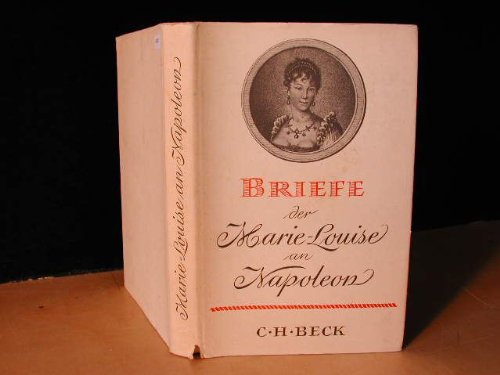 Marie-Louise an Napoleon
BRIEFE
der
Marie-Louise
an
Napoleon
C·H·BECK